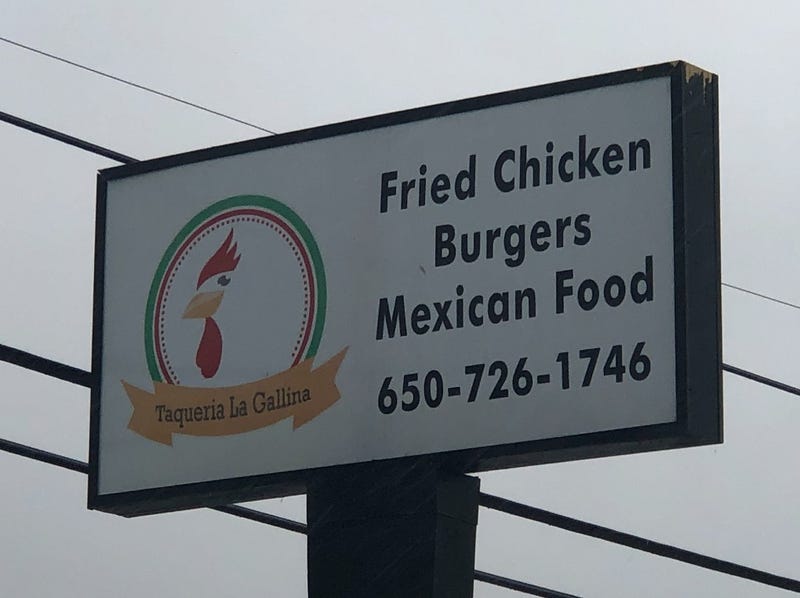 Taqueria La Gallina
Fried Chicken
Burgers
Mexican Food
650-726-1746